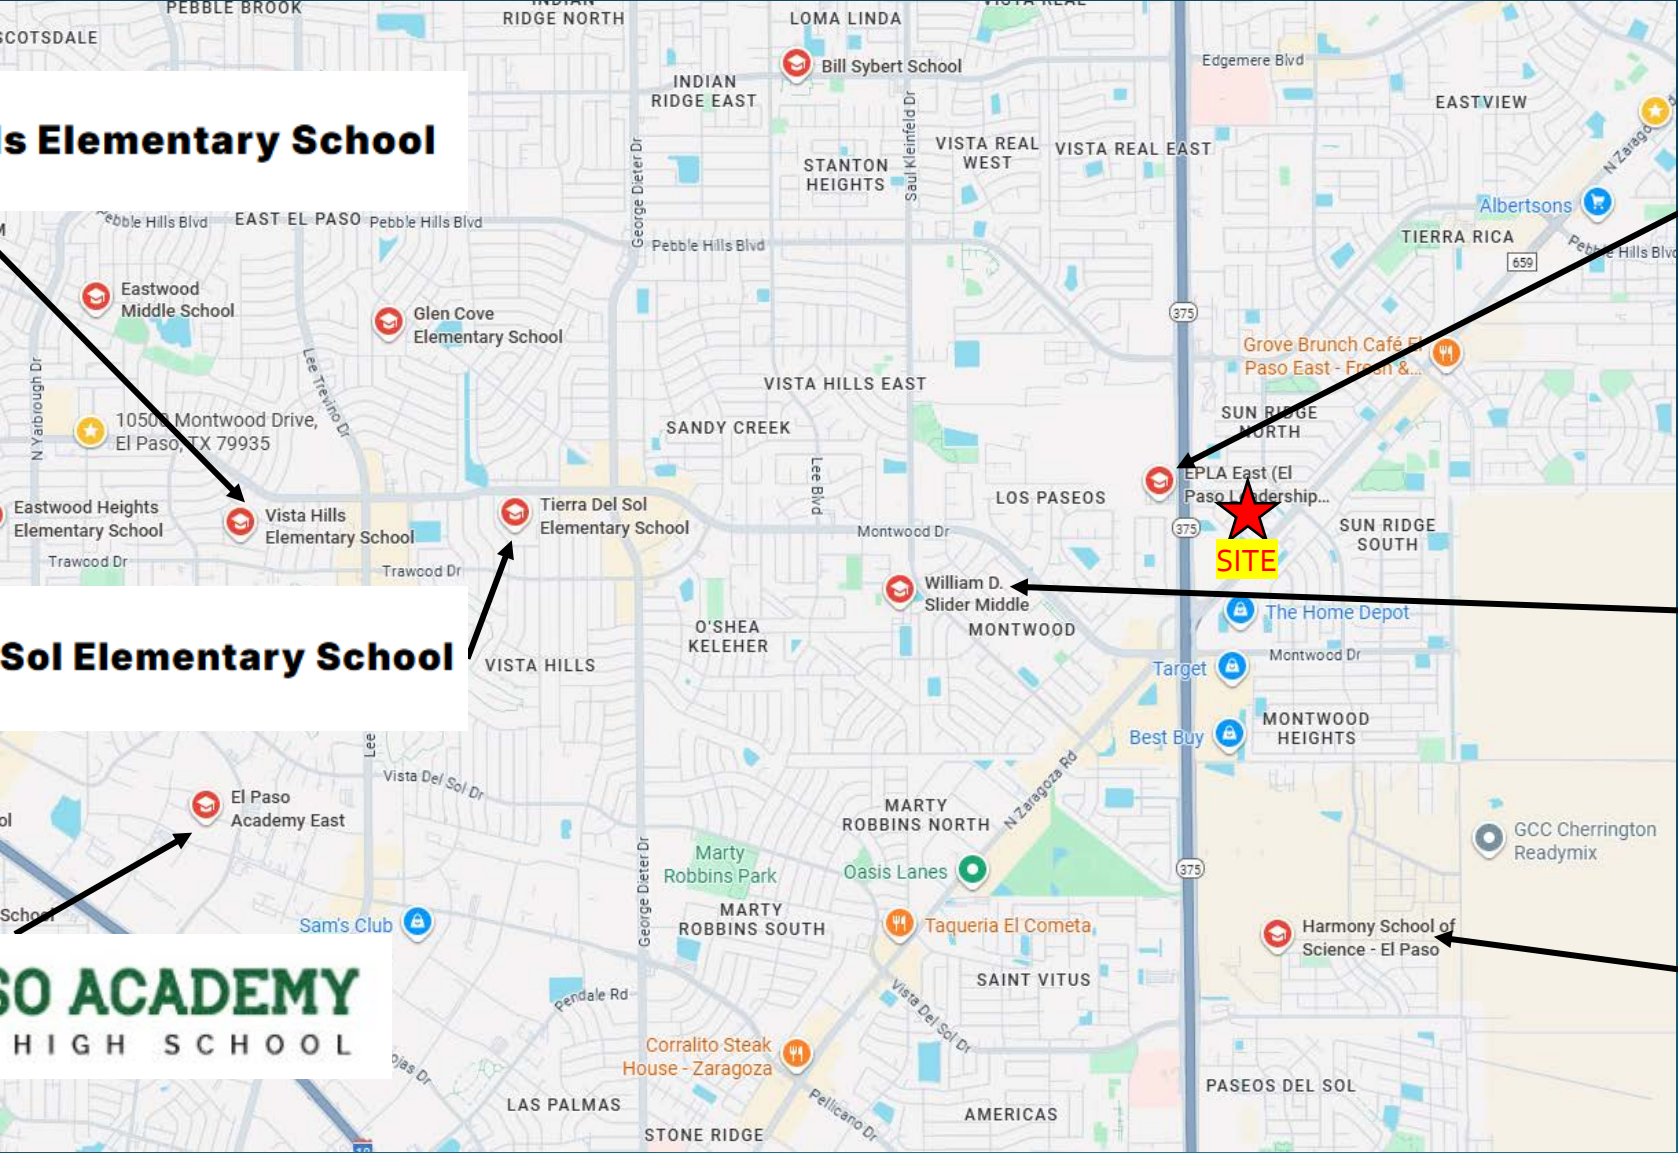 PEBBLE BROOK
RIDGE NORTH
LOMA LINDA
SCOTSDALE
Bill Sybert School
Edgemere Blvd
INDIAN
RIDGE EAST
EASTVIEW
ls Elementary School
George Dieter Dr
Saul Kleinfeld Dr
VISTA REAL
WEST
VISTA REAL EAST
STANTON
HEIGHTS
N Zarago
Albertsons
Pebble Hills Blvd
EAST EL PASO
Pebble Hills Blvd
Pebble Hills Blvd
TIERRA RICA
Pebble Hills Blvd
659
Eastwood
Middle School
Glen Cove
Elementary School
375
Grove Brunch Café El
Paso East - Fresh &...
N Yarbrough Dr
Lee Trevino Dr
VISTA HILLS EAST
10500 Montwood Drive,
El Paso, TX 79935
SANDY CREEK
SUN RIDGE
NORTH
Lee Blvd
EPLA East (El
Paso Leadership...
LOS PASEOS
Eastwood Heights
Elementary School
Vista Hills
Elementary School
Tierra Del Sol
Elementary School
Montwood Dr
375
SUN RIDGE
SOUTH
SITE
Trawood Dr
Trawood Dr
William D.
Slider Middle
The Home Depot
O'SHEA
KELEHER
MONTWOOD
Sol Elementary School
VISTA HILLS
Montwood Dr
Target
MONTWOOD
HEIGHTS
Best Buy
Lee
Vista Del Sol Dr
N Zaragoza Rd
El Paso
Academy East
ol
MARTY
ROBBINS NORTH
GCC Cherrington
Readymix
George Dieter Dr
Marty
Robbins Park
Oasis Lanes
375
School
Sam's Club
MARTY
ROBBINS SOUTH
Taqueria El Cometa
Harmony School of
Science - El Paso
SO ACADEMY
HIGH SCHOOL
Pendale Rd
SAINT VITUS
Vista Del Sol Dr
Corralito Steak
House - Zaragoza
ojas Dr
PASEOS DEL SOL
LAS PALMAS
Pellicano Dr
AMERICAS
STONE RIDGE
10